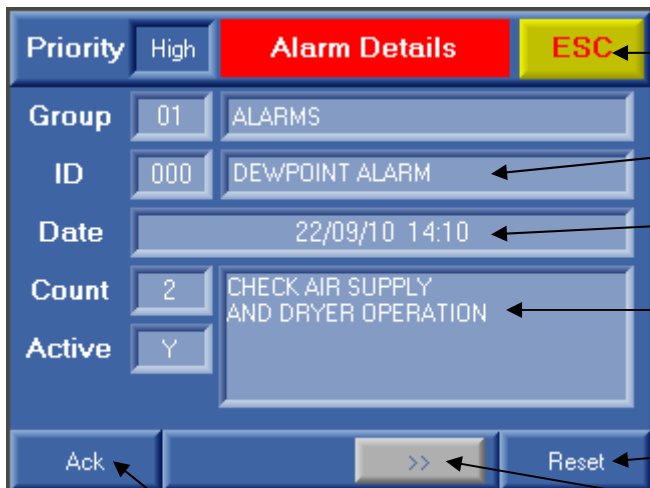 Priority High Alarm Details ESC
Group 01 ALARMS
ID 000 DEWPOINT ALARM
Date 22/09/10 14:10
Count 2 CHECK AIR SUPPLY
AND DRYER OPERATION
Active Y
Ack >> Reset